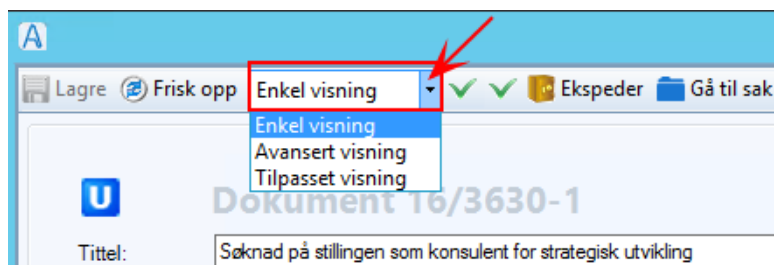 A
Lagre Frisk opp Enkel visning Ekspeder Gå til sak
Enkel visning
Avansert visning
Tilpasset visning
U Dokument 16/3630-1
Tittel: Søknad på stillingen som konsulent for strategisk utvikling